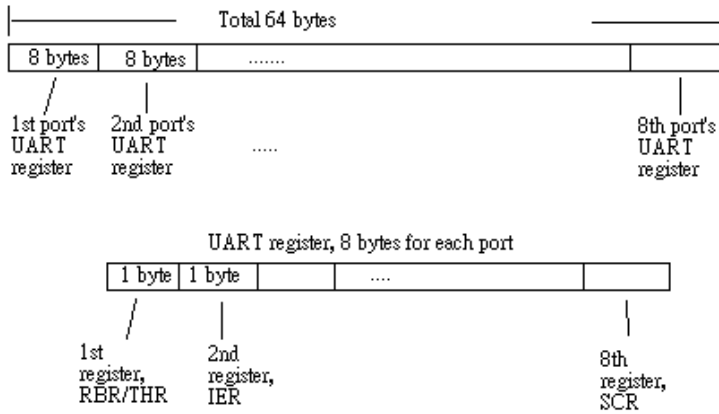 Total 64 bytes
8 bytes 8 bytes .......
1st port's
UART
register
2nd port's
UART
register
.....
8th port's
UART
register
UART register, 8 bytes for each port
1 byte 1 byte ....
1st
register,
RBR/THR
2nd
register,
IER
8th
register,
SCR